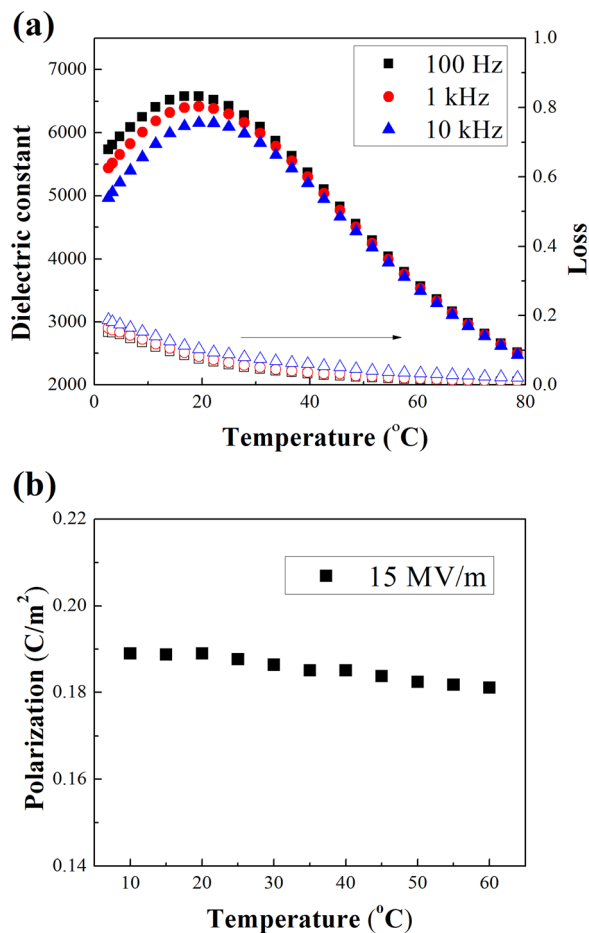 (a)
7000
6000
5000
4000
3000
2000
1.0
0.8
0.6
0.4
0.2
0.0
100 Hz
1 kHz
10 kHz
Dielectric constant
Loss
0 20 40 60 80
Temperature (°C)
(b)
0.22
0.20
0.18
0.16
0.14
15 MV/m
Polarization (C/m²)
10 20 30 40 50 60
Temperature (°C)